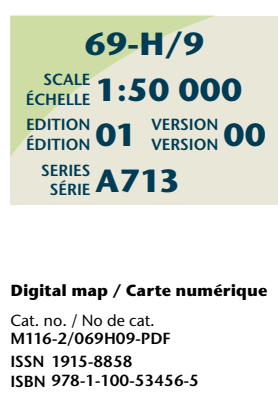 69-H/9
SCALE
ÉCHELLE 1:50 000
EDITION
ÉDITION 01 VERSION
VERSION 00
SERIES
SÉRIE A713
Digital map / Carte numérique
Cat. no. / No de cat.
M116-2/069H09-PDF
ISSN 1915-8858
ISBN 978-1-100-53456-5